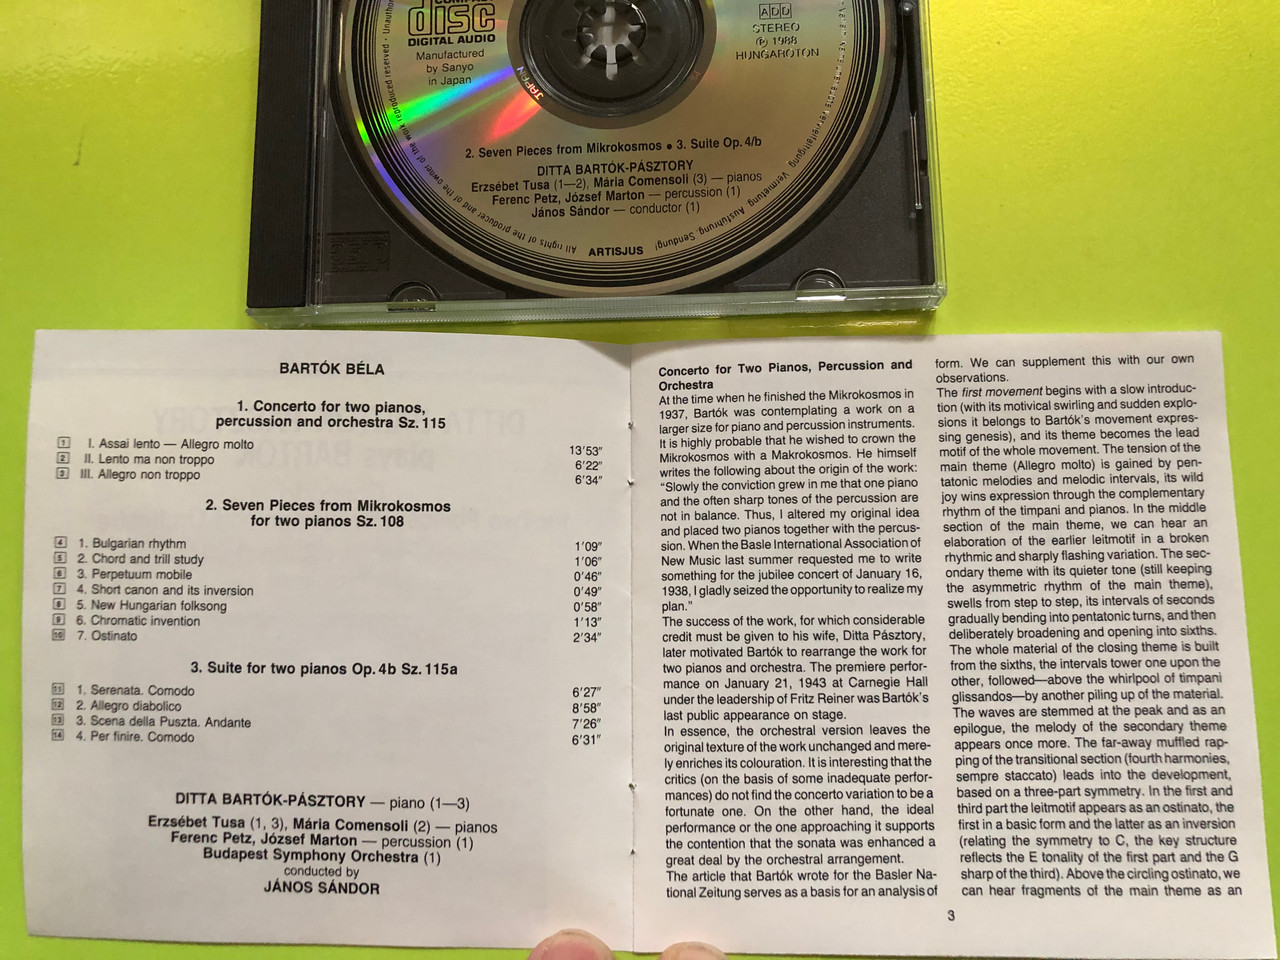 COMPACT
disc
DIGITAL AUDIO
Manufactured
by Sanyo
in Japan
JAPAN
ADD
STEREO
℗ 1988
HUNGAROTON
2. Seven Pieces from Mikrokosmos ● 3. Suite Op. 4/b
DITTA BARTÓK-PÁSZTORY
Erzsébet Tusa (1—2), Mária Comensoli (3) — pianos
Ferenc Petz, József Marton — percussion (1)
János Sándor — conductor (1)
All rights of the producer and of the owner of the work reproduced reserved · Unauthor
ARTISJUS
Vermietung, Aufführung, Sendung!
BARTÓK BÉLA
1. Concerto for two pianos,
percussion and orchestra Sz. 115
1 I. Assai lento — Allegro molto 13′53″
2 II. Lento ma non troppo 6′22″
3 III. Allegro non troppo 6′34″
2. Seven Pieces from Mikrokosmos
for two pianos Sz. 108
4 1. Bulgarian rhythm 1′09″
5 2. Chord and trill study 1′06″
6 3. Perpetuum mobile 0′46″
7 4. Short canon and its inversion 0′49″
8 5. New Hungarian folksong 0′58″
9 6. Chromatic invention 1′13″
10 7. Ostinato 2′34″
3. Suite for two pianos Op. 4b Sz. 115a
11 1. Serenata. Comodo 6′27″
12 2. Allegro diabolico 8′58″
13 3. Scena della Puszta. Andante 7′26″
14 4. Per finire. Comodo 6′31″
DITTA BARTÓK-PÁSZTORY — piano (1—3)
Erzsébet Tusa (1, 3), Mária Comensoli (2) — pianos
Ferenc Petz, József Marton — percussion (1)
Budapest Symphony Orchestra (1)
conducted by
JÁNOS SÁNDOR
Concerto for Two Pianos, Percussion and
Orchestra
At the time when he finished the Mikrokosmos in
1937, Bartók was contemplating a work on a
larger size for piano and percussion instruments.
It is highly probable that he wished to crown the
Mikrokosmos with a Makrokosmos. He himself
writes the following about the origin of the work:
“Slowly the conviction grew in me that one piano
and the often sharp tones of the percussion are
not in balance. Thus, I altered my original idea
and placed two pianos together with the percus-
sion. When the Basle International Association of
New Music last summer requested me to write
something for the jubilee concert of January 16,
1938, I gladly seized the opportunity to realize my
plan.”
The success of the work, for which considerable
credit must be given to his wife, Ditta Pásztory,
later motivated Bartók to rearrange the work for
two pianos and orchestra. The premiere perfor-
mance on January 21, 1943 at Carnegie Hall
under the leadership of Fritz Reiner was Bartók's
last public appearance on stage.
In essence, the orchestral version leaves the
original texture of the work unchanged and mere-
ly enriches its colouration. It is interesting that the
critics (on the basis of some inadequate perfor-
mances) do not find the concerto variation to be a
fortunate one. On the other hand, the ideal
performance or the one approaching it supports
the contention that the sonata was enhanced a
great deal by the orchestral arrangement.
The article that Bartók wrote for the Basler Na-
tional Zeitung serves as a basis for an analysis of
form. We can supplement this with our own
observations.
The first movement begins with a slow introduc-
tion (with its motivical swirling and sudden explo-
sions it belongs to Bartók's movement expres-
sing genesis), and its theme becomes the lead
motif of the whole movement. The tension of the
main theme (Allegro molto) is gained by pen-
tatonic melodies and melodic intervals, its wild
joy wins expression through the complementary
rhythm of the timpani and pianos. In the middle
section of the main theme, we can hear an
elaboration of the earlier leitmotif in a broken
rhythmic and sharply flashing variation. The sec-
ondary theme with its quieter tone (still keeping
the asymmetric rhythm of the main theme),
swells from step to step, its intervals of seconds
gradually bending into pentatonic turns, and then
deliberately broadening and opening into sixths.
The whole material of the closing theme is built
from the sixths, the intervals tower one upon the
other, followed—above the whirlpool of timpani
glissandos—by another piling up of the material.
The waves are stemmed at the peak and as an
epilogue, the melody of the secondary theme
appears once more. The far-away muffled rap-
ping of the transitional section (fourth harmonies,
sempre staccato) leads into the development,
based on a three-part symmetry. In the first and
third part the leitmotif appears as an ostinato, the
first in a basic form and the latter as an inversion
(relating the symmetry to C, the key structure
reflects the E tonality of the first part and the G
sharp of the third). Above the circling ostinato, we
can hear fragments of the main theme as an
3